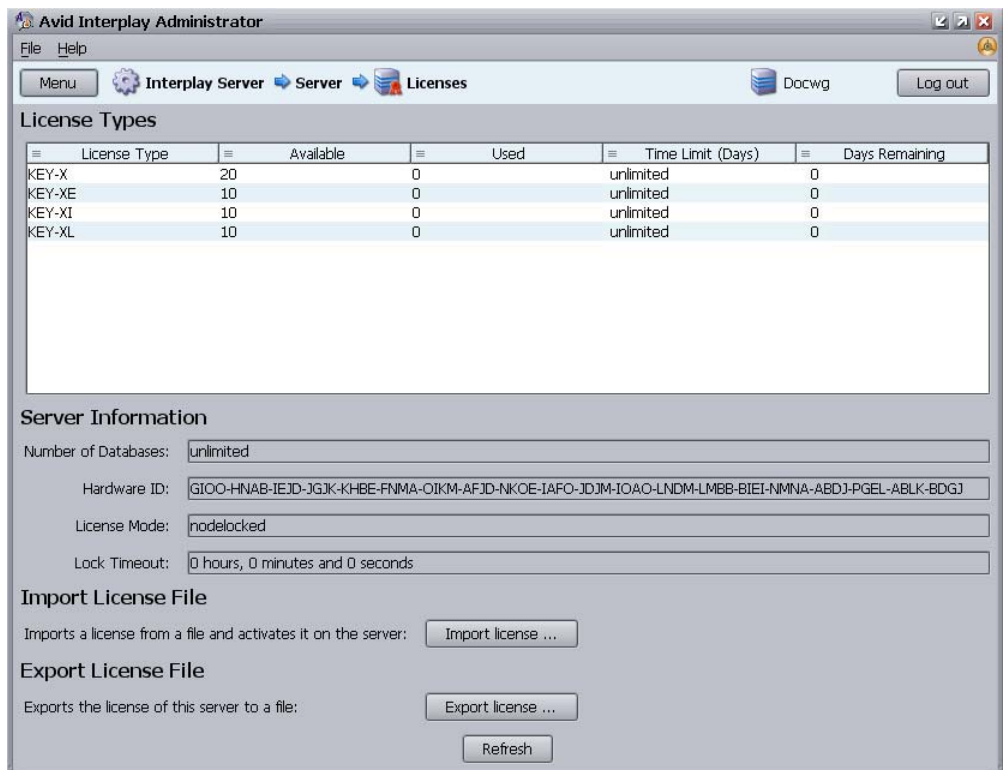 Avid Interplay Administrator
File Help
Menu Interplay Server Server Licenses Docwg Log out
License Types
License Type Available Used Time Limit (Days) Days Remaining
KEY-X 20 0 unlimited 0
KEY-XE 10 0 unlimited 0
KEY-XI 10 0 unlimited 0
KEY-XL 10 0 unlimited 0
Server Information
Number of Databases: unlimited
Hardware ID: GIOO-HNAB-IEJD-JGJK-KHBE-FNMA-OIKM-AFJD-NKOE-IAFO-JDJM-IOAO-LNDM-LMBB-BIEI-NMNA-ABDJ-PGEL-ABLK-BDGJ
License Mode: nodelocked
Lock Timeout: 0 hours, 0 minutes and 0 seconds
Import License File
Imports a license from a file and activates it on the server: Import license ...
Export License File
Exports the license of this server to a file: Export license ...
Refresh